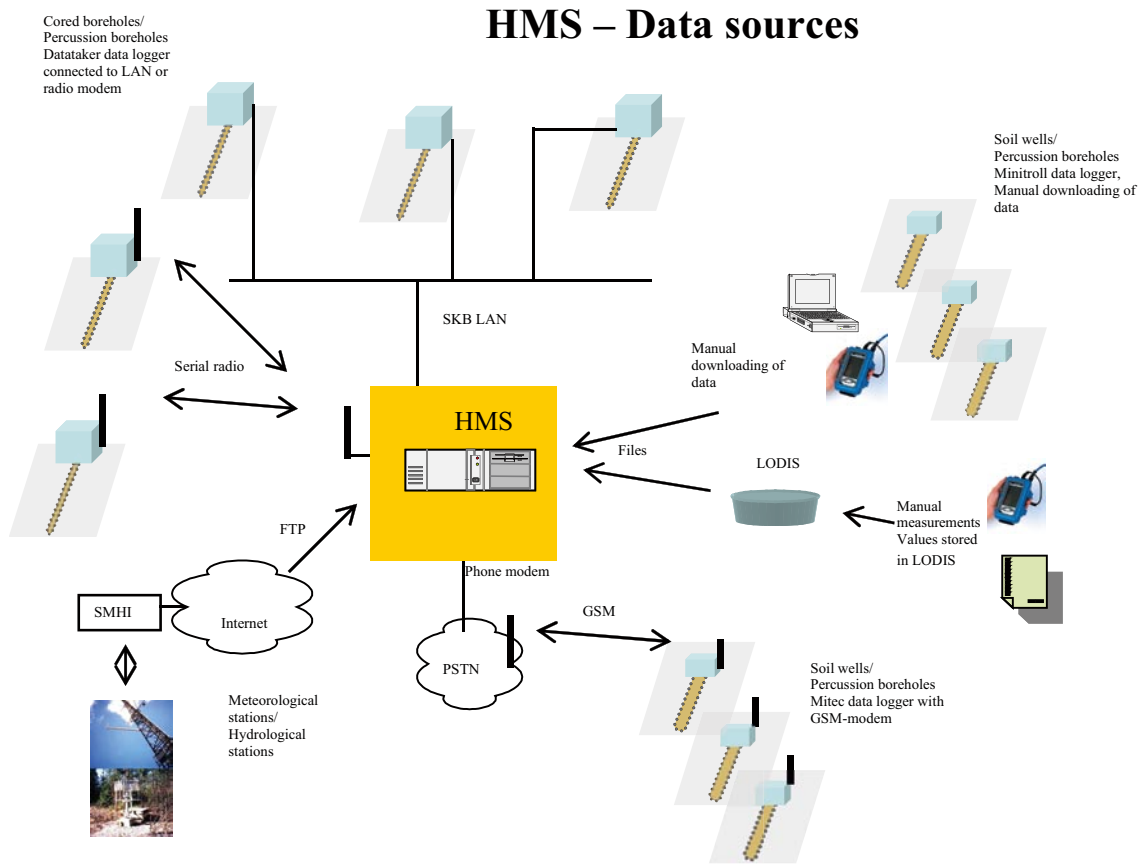 HMS – Data sources
Cored boreholes/
Percussion boreholes
Datataker data logger
connected to LAN or
radio modem
Soil wells/
Percussion boreholes
Minitroll data logger,
Manual downloading of
data
SKB LAN
Serial radio
Manual
downloading of
data
HMS
Files
LODIS
Manual
measurements
Values stored
in LODIS
FTP
Phone modem
SMHI
Internet
GSM
PSTN
Soil wells/
Percussion boreholes
Mitec data logger with
GSM-modem
Meteorological
stations/
Hydrological
stations